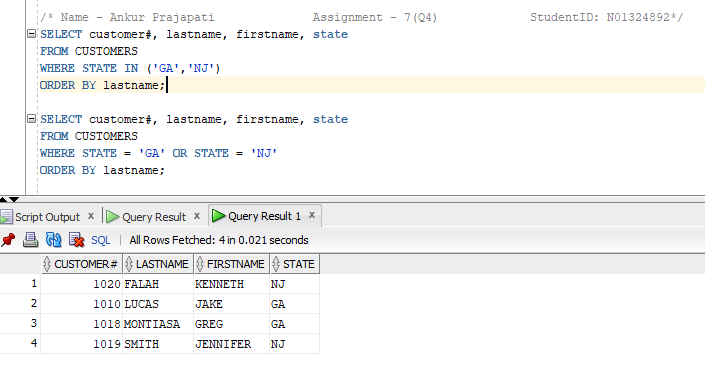 /* Name - Ankur Prajapati Assignment - 7(Q4) StudentID: N01324892*/
SELECT customer#, lastname, firstname, state
FROM CUSTOMERS
WHERE STATE IN ('GA','NJ')
ORDER BY lastname;
SELECT customer#, lastname, firstname, state
FROM CUSTOMERS
WHERE STATE = 'GA' OR STATE = 'NJ'
ORDER BY lastname;
Script Output x Query Result x Query Result 1 x
SQL | All Rows Fetched: 4 in 0.021 seconds
CUSTOMER# LASTNAME FIRSTNAME STATE
1 1020 FALAH KENNETH NJ
2 1010 LUCAS JAKE GA
3 1018 MONTIASA GREG GA
4 1019 SMITH JENNIFER NJ